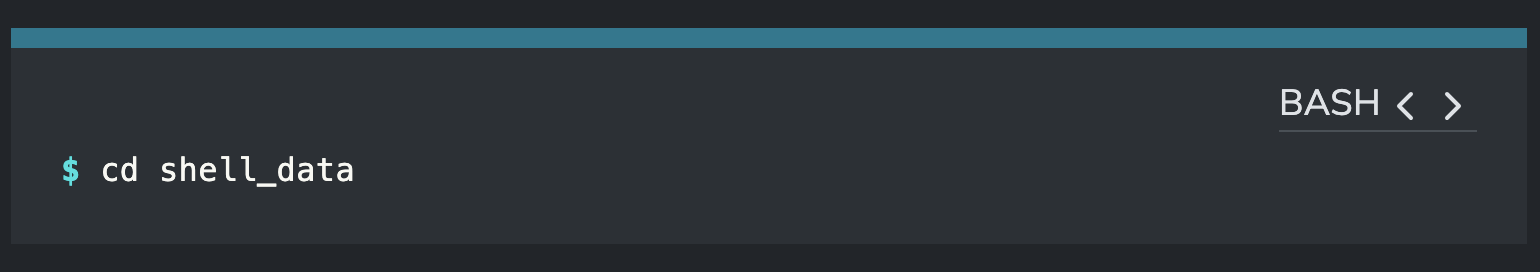 BASH < >
$ cd shell_data